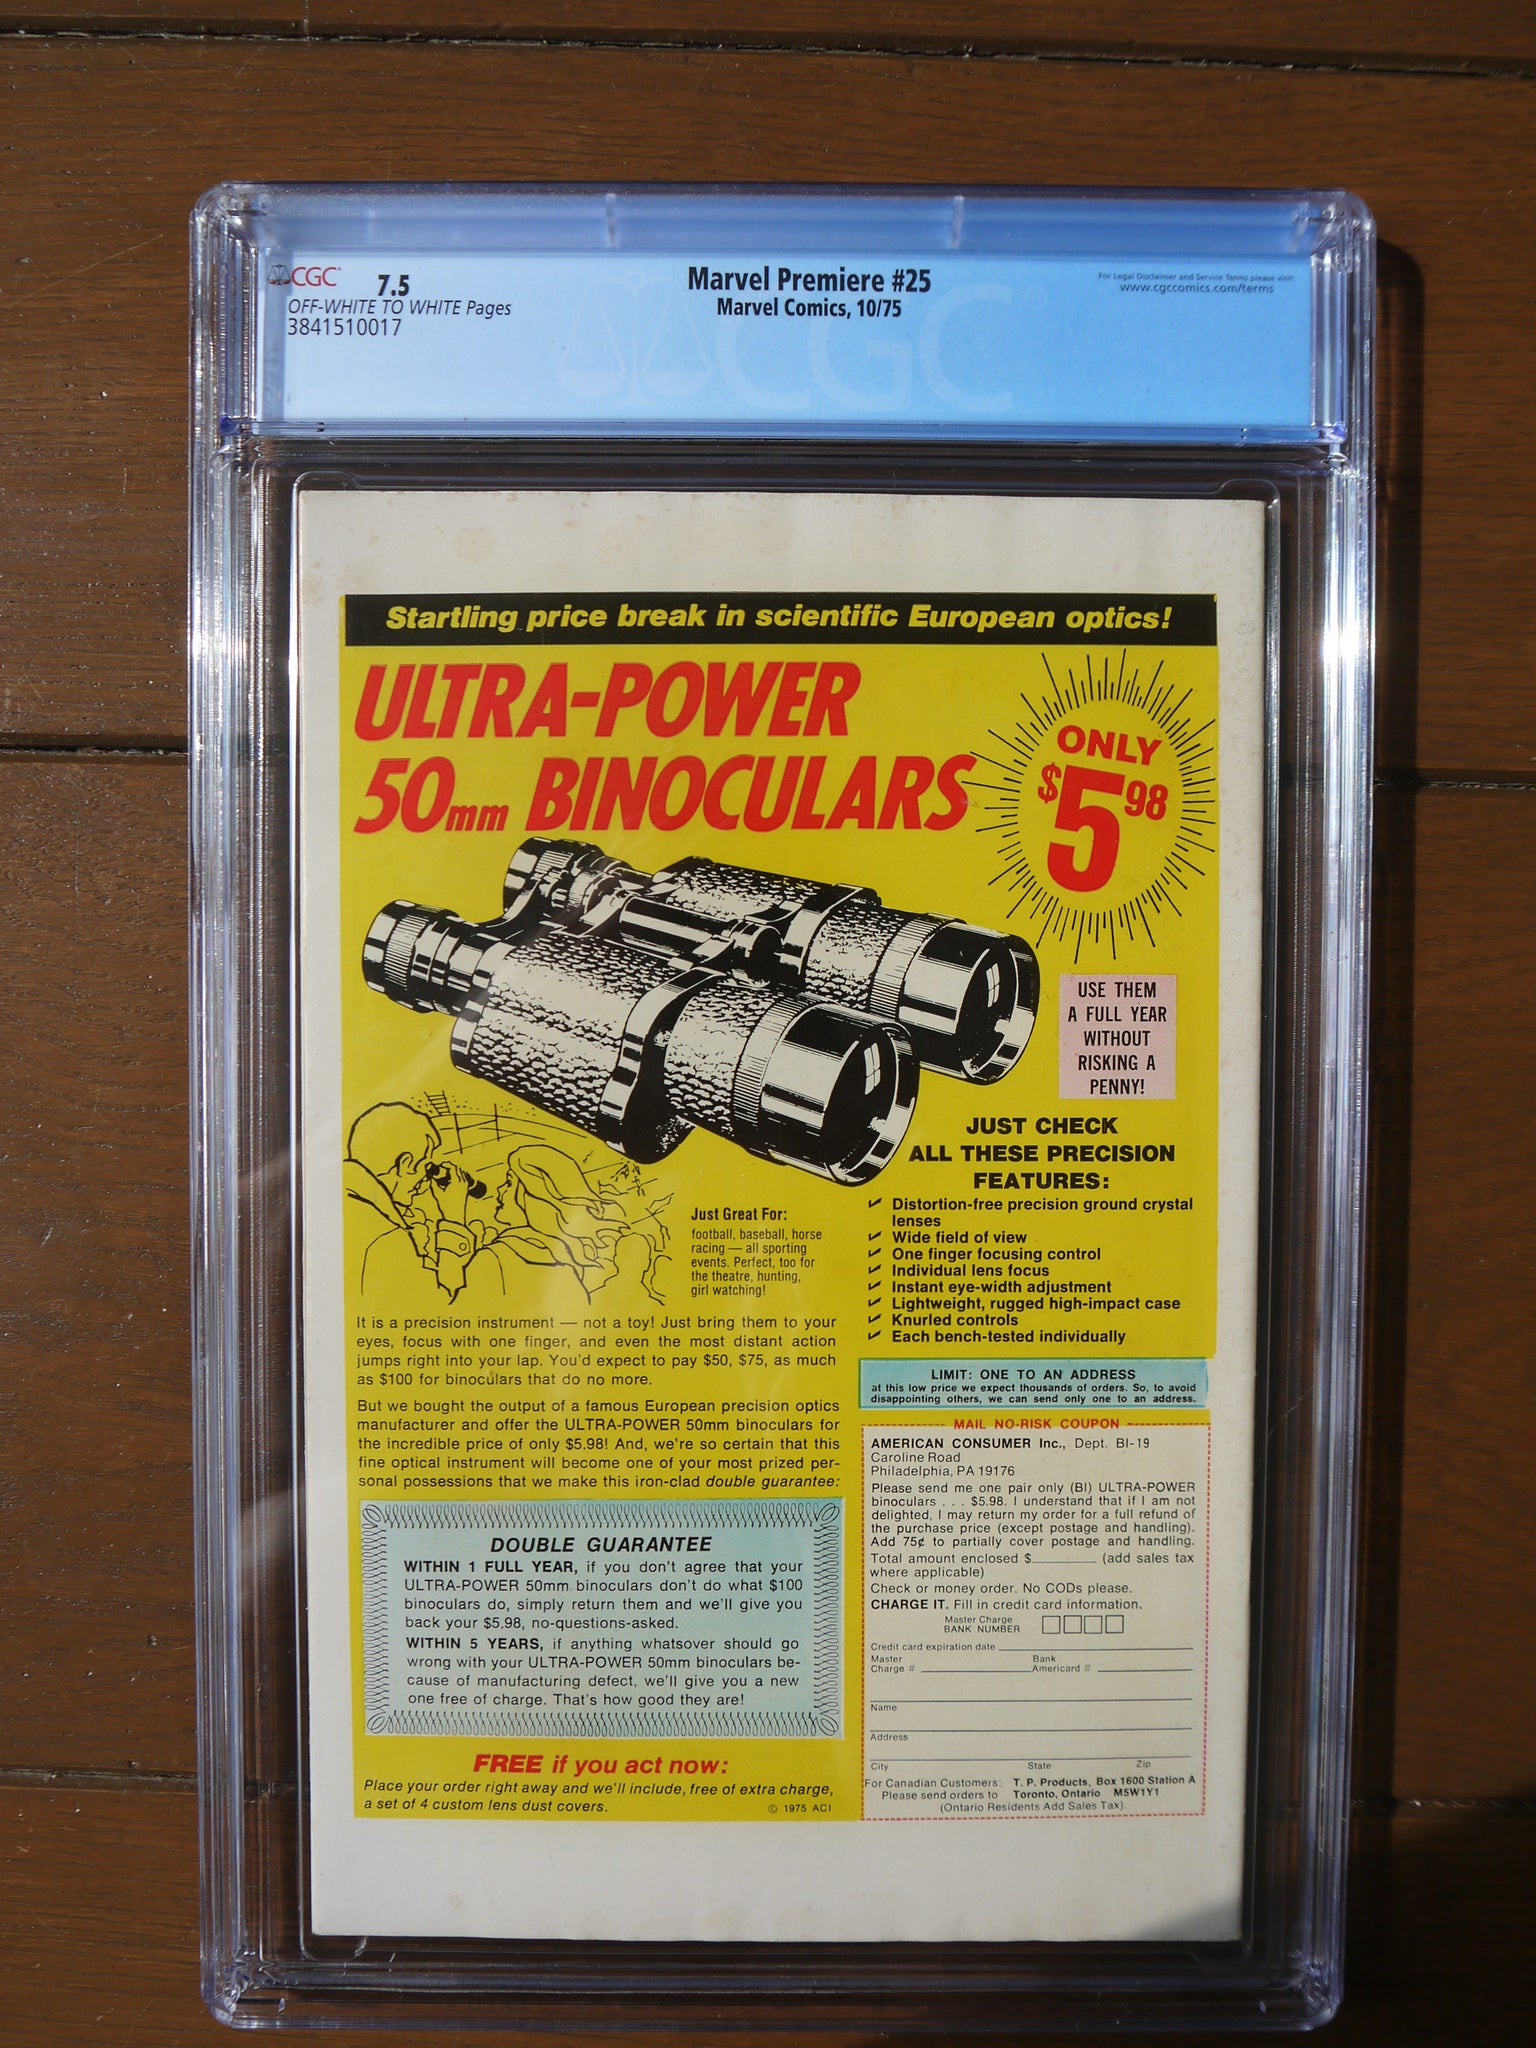 CGC 7.5
OFF-WHITE TO WHITE Pages
3841510017
Marvel Premiere #25
Marvel Comics, 10/75
For Legal Disclaimer and Service Terms please visit:
www.cgccomics.com/terms
CGC
Startling price break in scientific European optics!
ULTRA-POWER
50mm BINOCULARS
ONLY
$5 98
USE THEM
A FULL YEAR
WITHOUT
RISKING A
PENNY!
JUST CHECK
ALL THESE PRECISION
FEATURES:
✓ Distortion-free precision ground crystal
lenses
✓ Wide field of view
✓ One finger focusing control
✓ Individual lens focus
✓ Instant eye-width adjustment
✓ Lightweight, rugged high-impact case
✓ Knurled controls
✓ Each bench-tested individually
Just Great For:
football, baseball, horse
racing — all sporting
events. Perfect, too for
the theatre, hunting,
girl watching!
It is a precision instrument — not a toy! Just bring them to your
eyes, focus with one finger, and even the most distant action
jumps right into your lap. You'd expect to pay $50, $75, as much
as $100 for binoculars that do no more.
But we bought the output of a famous European precision optics
manufacturer and offer the ULTRA-POWER 50mm binoculars for
the incredible price of only $5.98! And, we're so certain that this
fine optical instrument will become one of your most prized per-
sonal possessions that we make this iron-clad double guarantee:
DOUBLE GUARANTEE
WITHIN 1 FULL YEAR, if you don't agree that your
ULTRA-POWER 50mm binoculars don't do what $100
binoculars do, simply return them and we'll give you
back your $5.98, no-questions-asked.
WITHIN 5 YEARS, if anything whatsover should go
wrong with your ULTRA-POWER 50mm binoculars be-
cause of manufacturing defect, we'll give you a new
one free of charge. That's how good they are!
FREE if you act now:
Place your order right away and we'll include, free of extra charge,
a set of 4 custom lens dust covers.
© 1975 ACI
LIMIT: ONE TO AN ADDRESS
at this low price we expect thousands of orders. So, to avoid
disappointing others, we can send only one to an address.
MAIL NO-RISK COUPON
AMERICAN CONSUMER Inc., Dept. BI-19
Caroline Road
Philadelphia, PA 19176
Please send me one pair only (BI) ULTRA-POWER
binoculars . . . $5.98. I understand that if I am not
delighted, I may return my order for a full refund of
the purchase price (except postage and handling).
Add 75¢ to partially cover postage and handling.
Total amount enclosed $________ (add sales tax
where applicable)
Check or money order. No CODs please.
CHARGE IT. Fill in credit card information.
Master Charge
BANK NUMBER
Credit card expiration date
Master Charge # Bank Americard #
Name
Address
City State Zip
For Canadian Customers: T. P. Products, Box 1600 Station A
Please send orders to Toronto, Ontario M5W1Y1
(Ontario Residents Add Sales Tax).